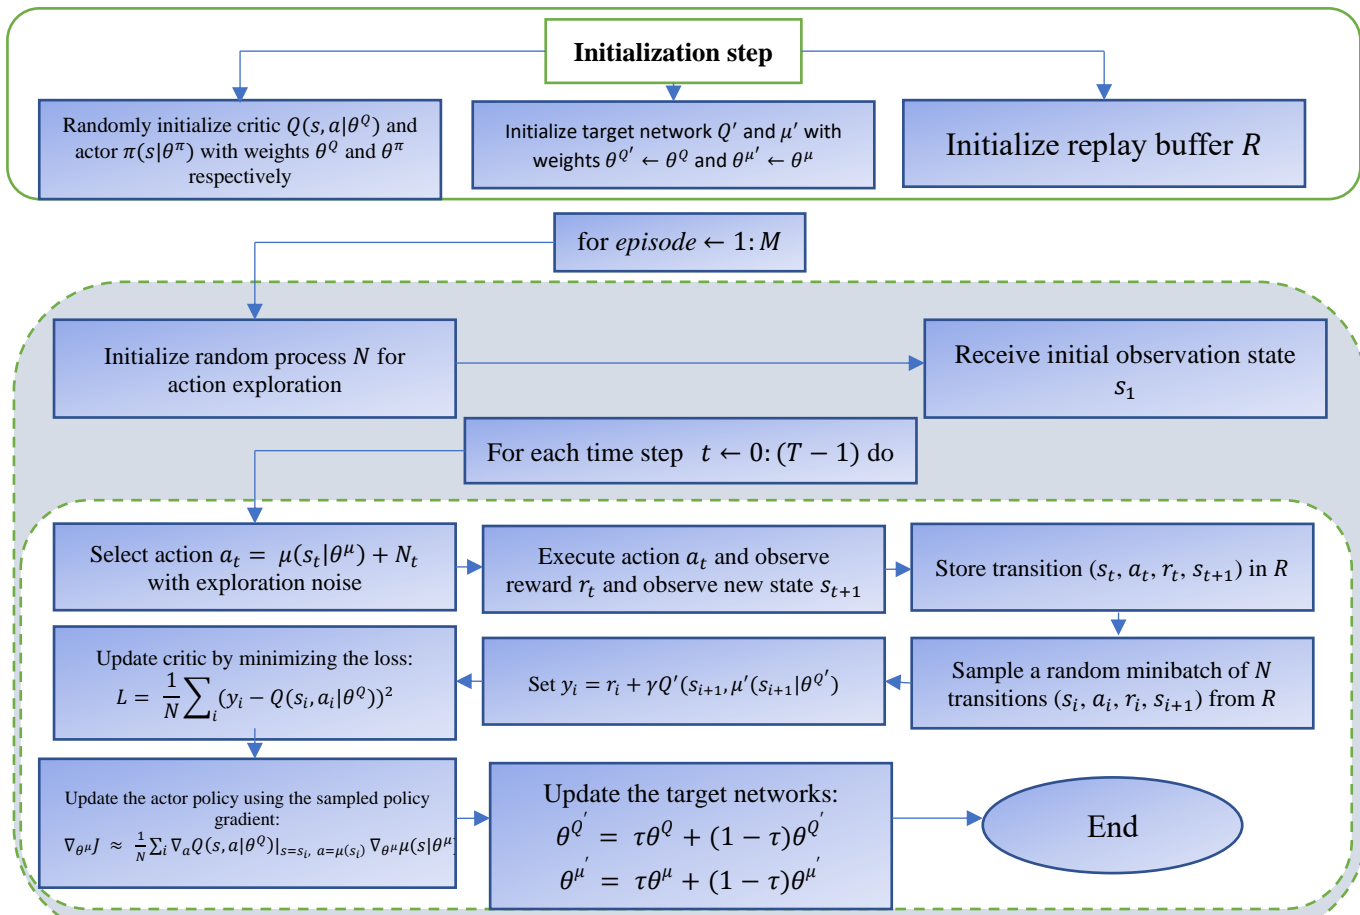 Initialization step
Randomly initialize critic Q(s, a|θ^Q) and
actor π(s|θ^π) with weights θ^Q and θ^π
respectively
Initialize target network Q′ and μ′ with
weights θ^Q′ ← θ^Q and θ^μ′ ← θ^μ
Initialize replay buffer R
for episode ← 1: M
Initialize random process N for
action exploration
Receive initial observation state
s_1
For each time step t ← 0: (T − 1) do
Select action a_t = μ(s_t|θ^μ) + N_t
with exploration noise
Execute action a_t and observe
reward r_t and observe new state s_{t+1}
Store transition (s_t, a_t, r_t, s_{t+1}) in R
Sample a random minibatch of N
transitions (s_i, a_i, r_i, s_{i+1}) from R
Set y_i = r_i + γQ′(s_{i+1}, μ′(s_{i+1}|θ^Q′)
Update critic by minimizing the loss:
L = 1/N ∑_i (y_i − Q(s_i, a_i|θ^Q))²
Update the actor policy using the sampled policy
gradient:
∇_{θ^μ} J ≈ 1/N ∑_i ∇_a Q(s, a|θ^Q)|_{s=s_i, a=μ(s_i)} ∇_{θ^μ} μ(s|θ^μ)
Update the target networks:
θ^Q′ = τθ^Q + (1 − τ)θ^Q′
θ^μ′ = τθ^μ + (1 − τ)θ^μ′
End